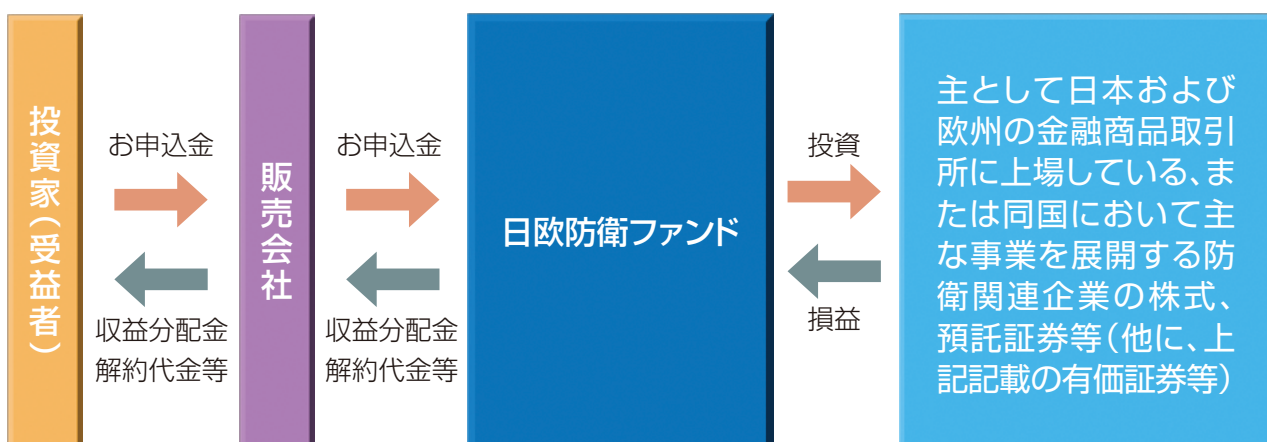 投資家（受益者）
お申込金
収益分配金
解約代金等
販売会社
お申込金
収益分配金
解約代金等
日欧防衛ファンド
投資
損益
主として日本および
欧州の金融商品取引
所に上場している、ま
たは同国において主
な事業を展開する防
衛関連企業の株式、
預託証券等（他に、上
記記載の有価証券等）